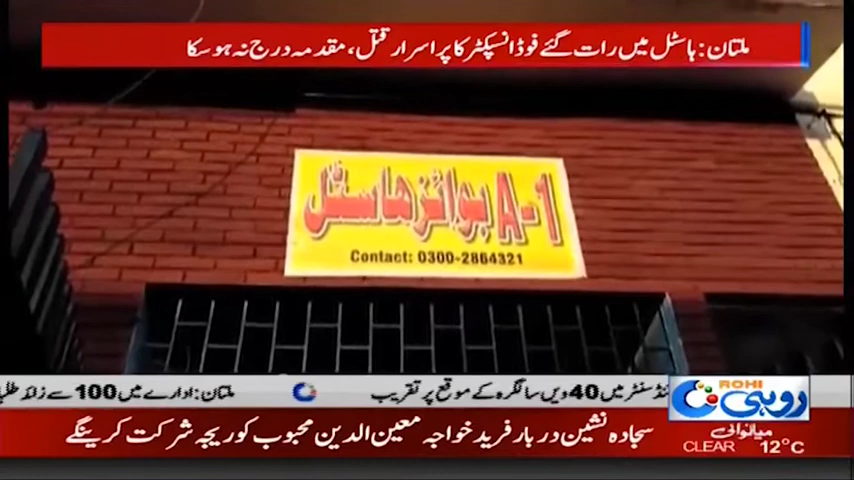 ملتان: ہاسٹل میں رات گئے فوڈ انسپکٹر کا پراسرار قتل، مقدمہ درج نہ ہو سکا
A-1 بوائز ہاسٹل
Contact: 0300-2864321
ملتان: ادارے میں 100 سے زائد طلبا
سنٹر میں 40 ویں سالگرہ کے موقع پر تقریب
ROHI
روہی
سجادہ نشین دربار فرید خواجہ معین الدین محبوب کوریجہ شرکت کرینگے
میانوالی
CLEAR 12°C